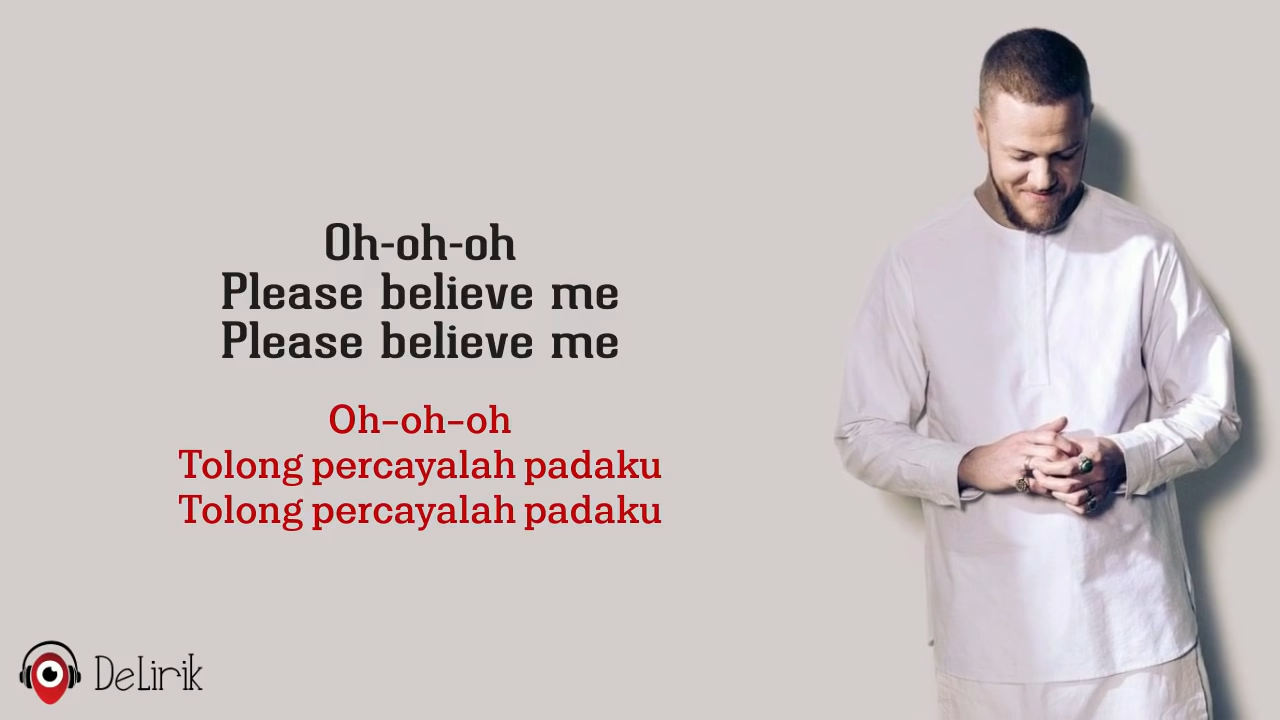 Oh-oh-oh
Please believe me
Please believe me
Oh-oh-oh
Tolong percayalah padaku
Tolong percayalah padaku
DeLirik